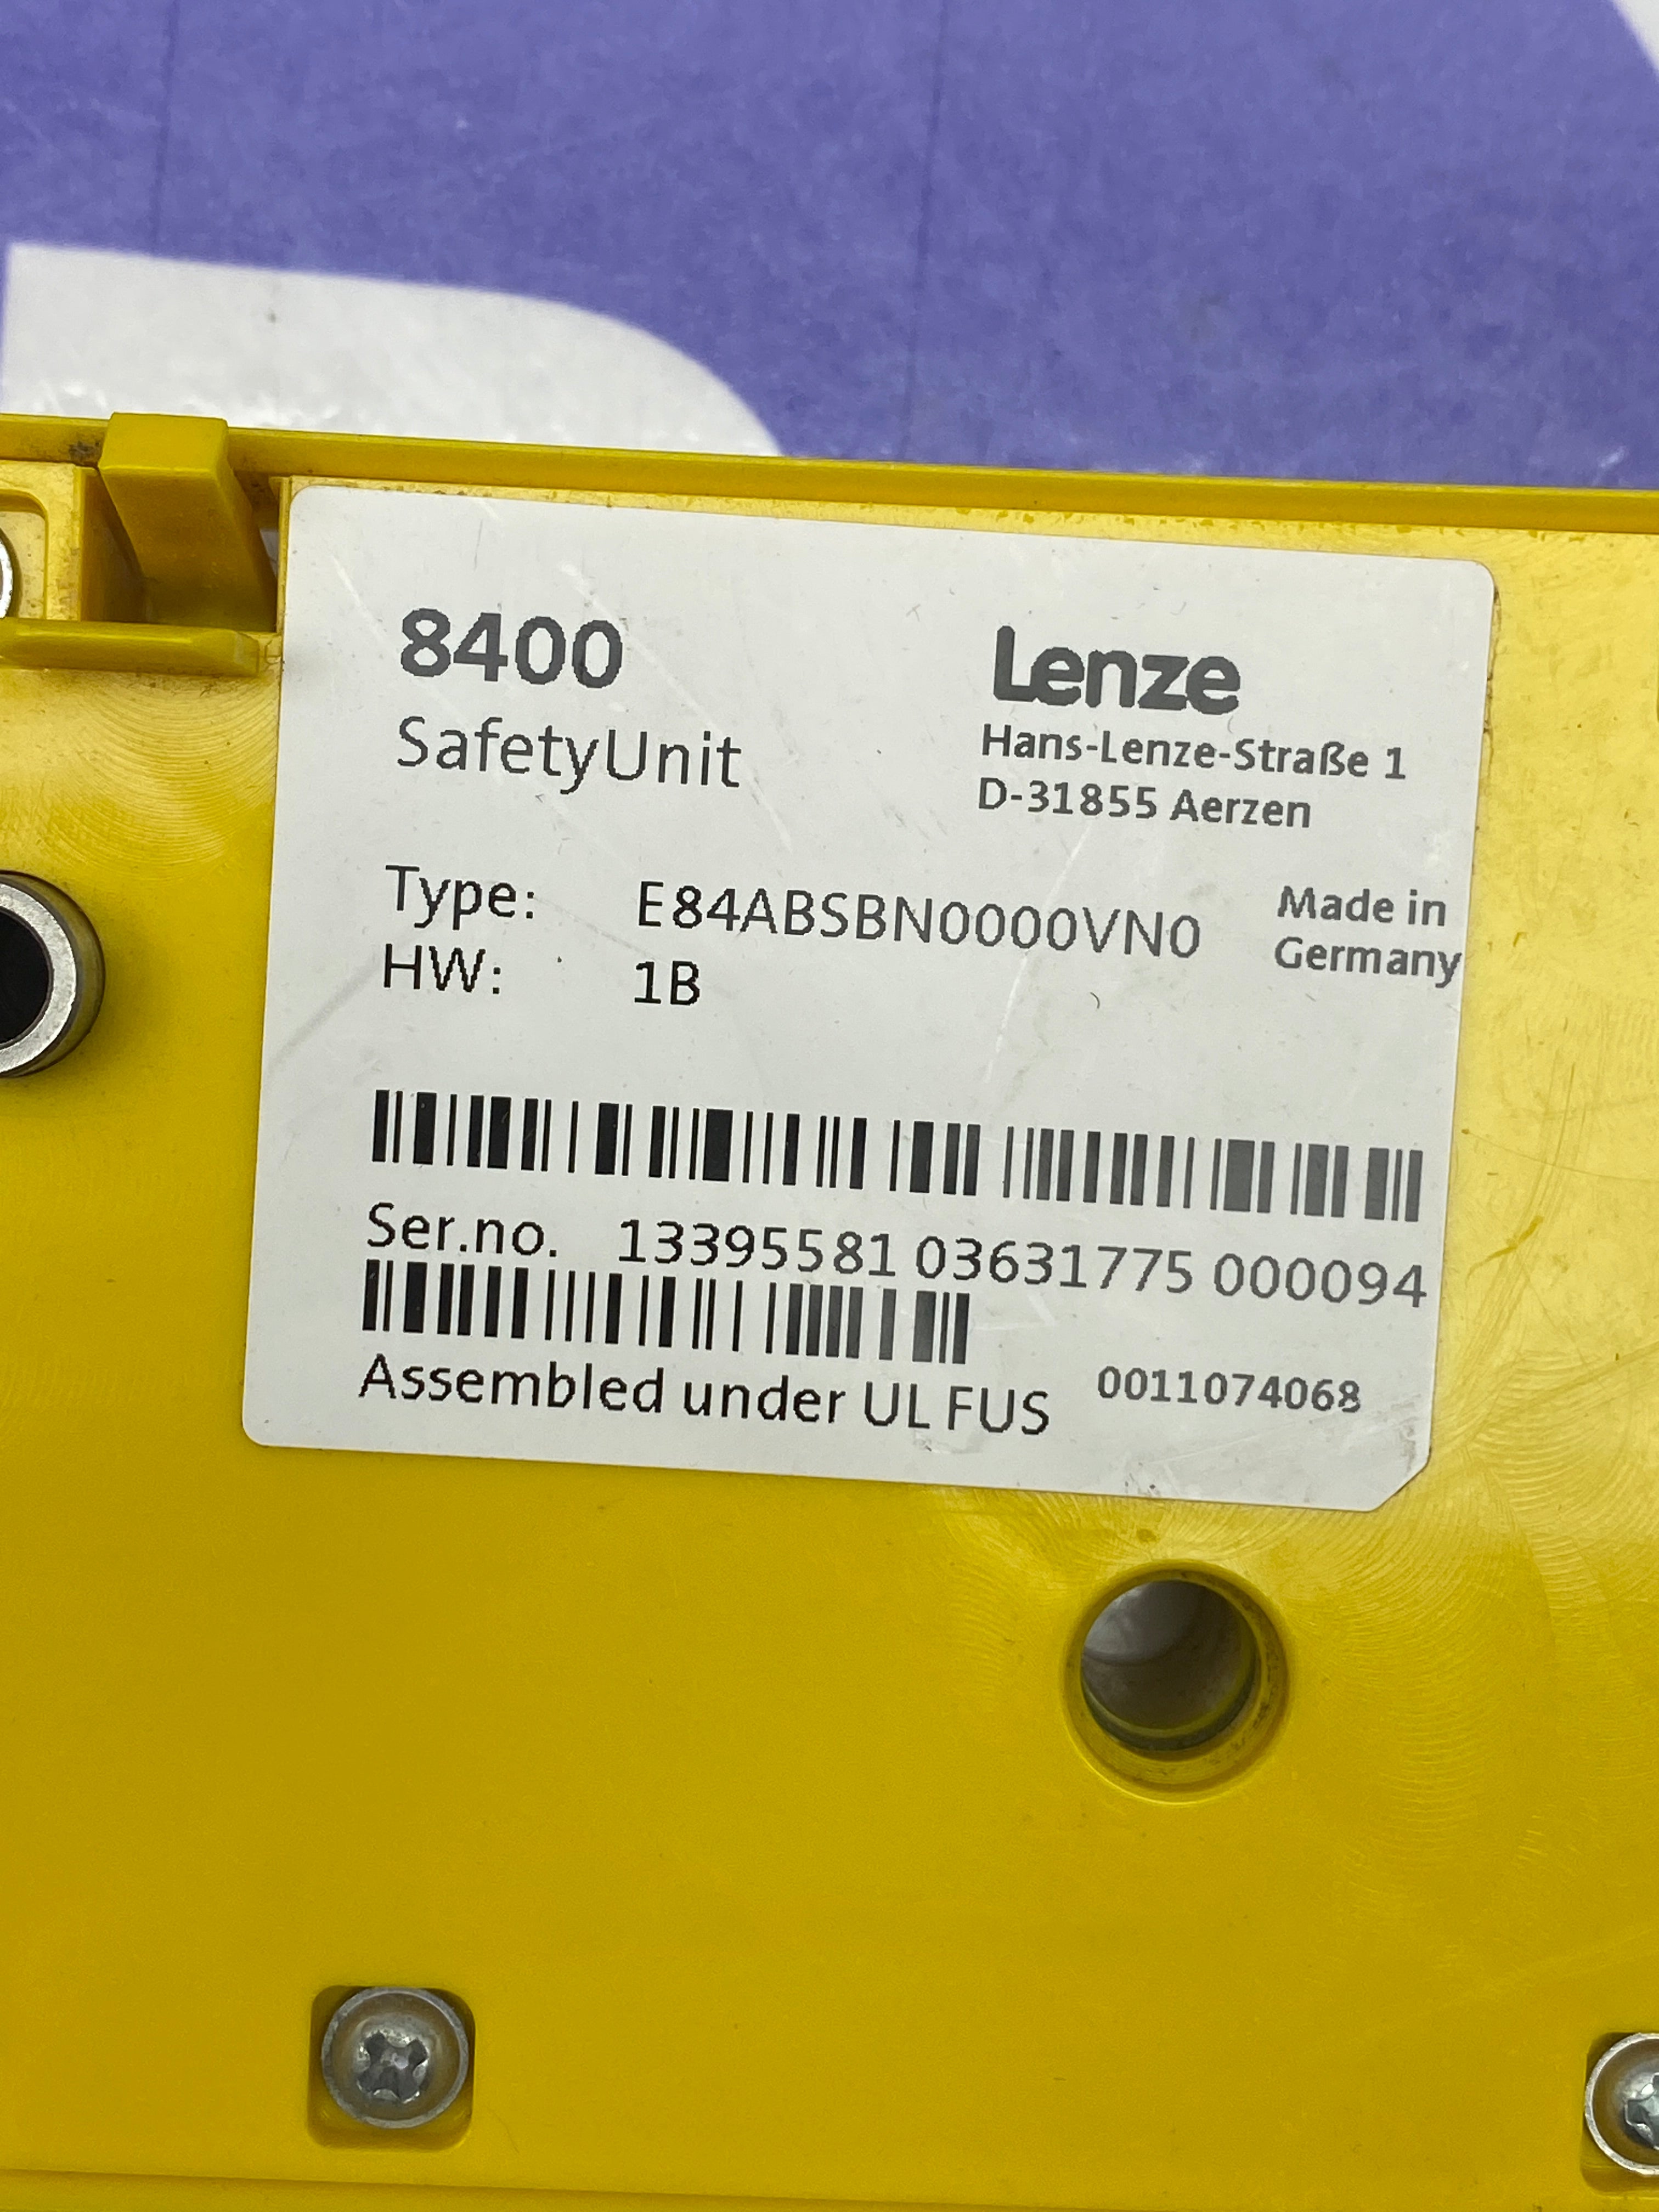 8400
SafetyUnit
Lenze
Hans-Lenze-Straße 1
D-31855 Aerzen
Type: E84ABSBN0000VN0
HW: 1B
Made in
Germany
Ser.no. 13395581 03631775 000094
Assembled under UL FUS 0011074068